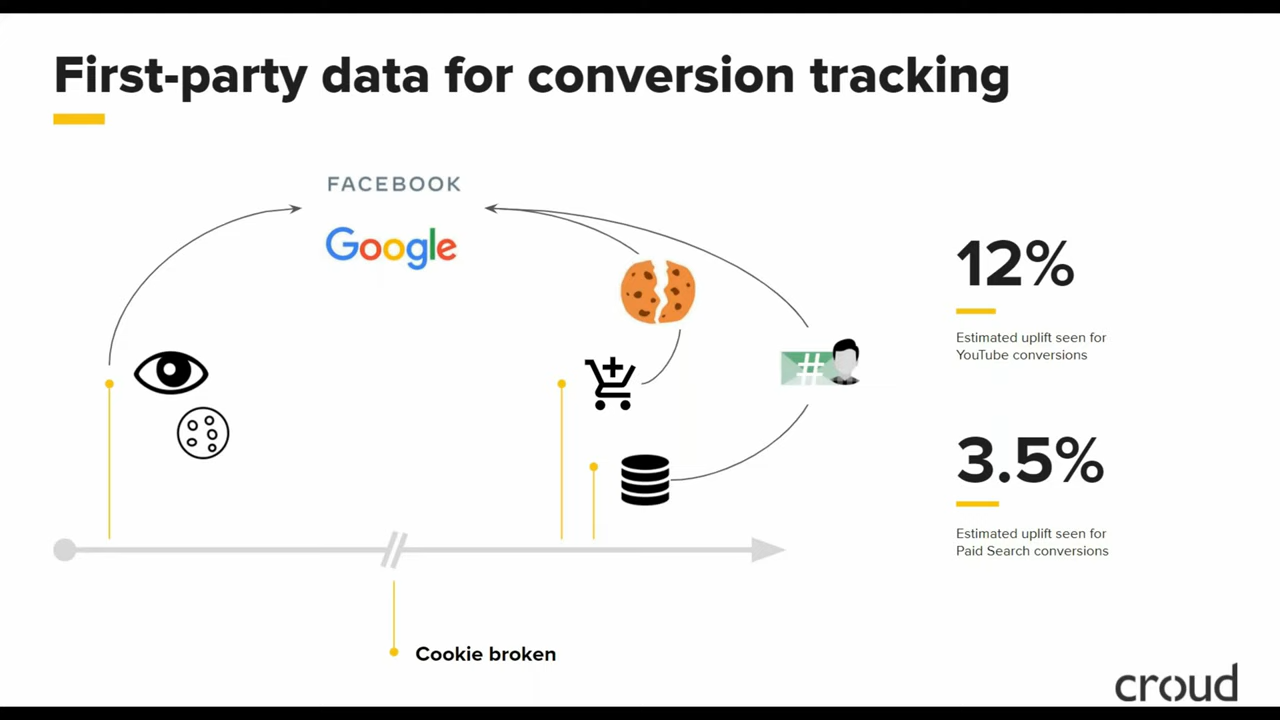 First-party data for conversion tracking
FACEBOOK
Google
#
12%
Estimated uplift seen for
YouTube conversions
3.5%
Estimated uplift seen for
Paid Search conversions
Cookie broken
croud